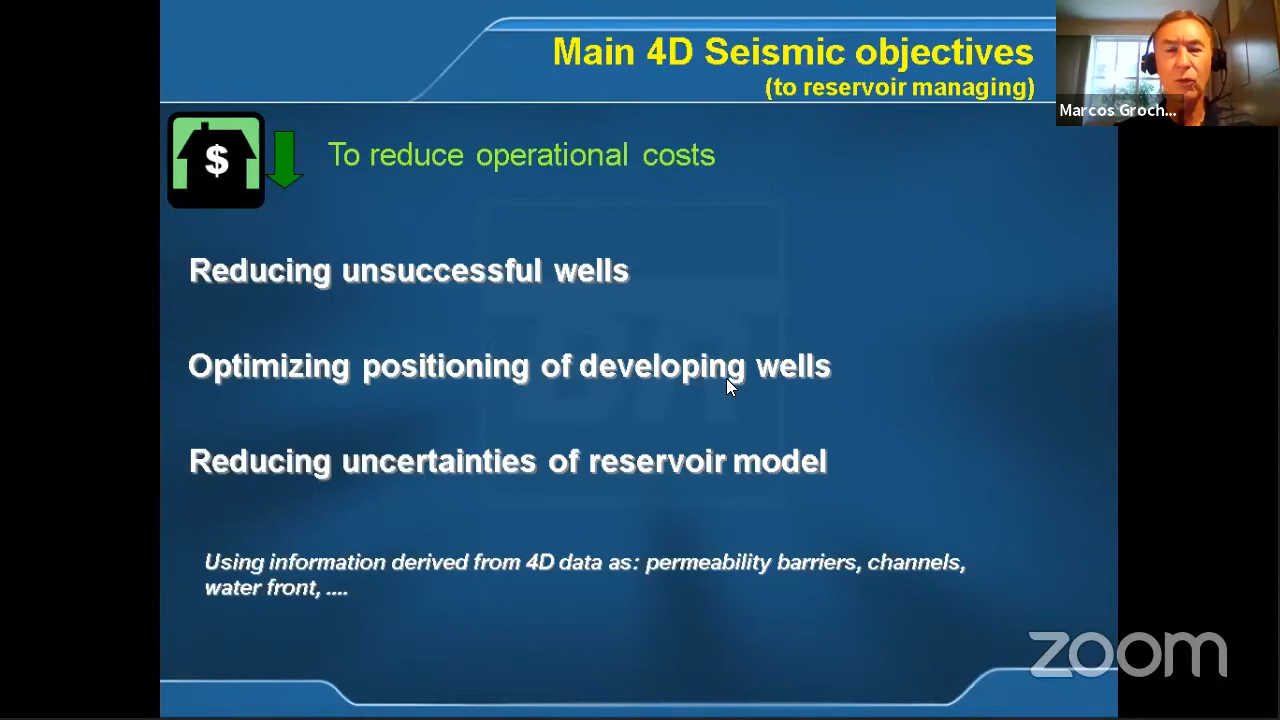 Main 4D Seismic objectives
(to reservoir managing)
Marcos Groch...
$
To reduce operational costs
Reducing unsuccessful wells
Optimizing positioning of developing wells
Reducing uncertainties of reservoir model
Using information derived from 4D data as: permeability barriers, channels,
water front, ....
zoom